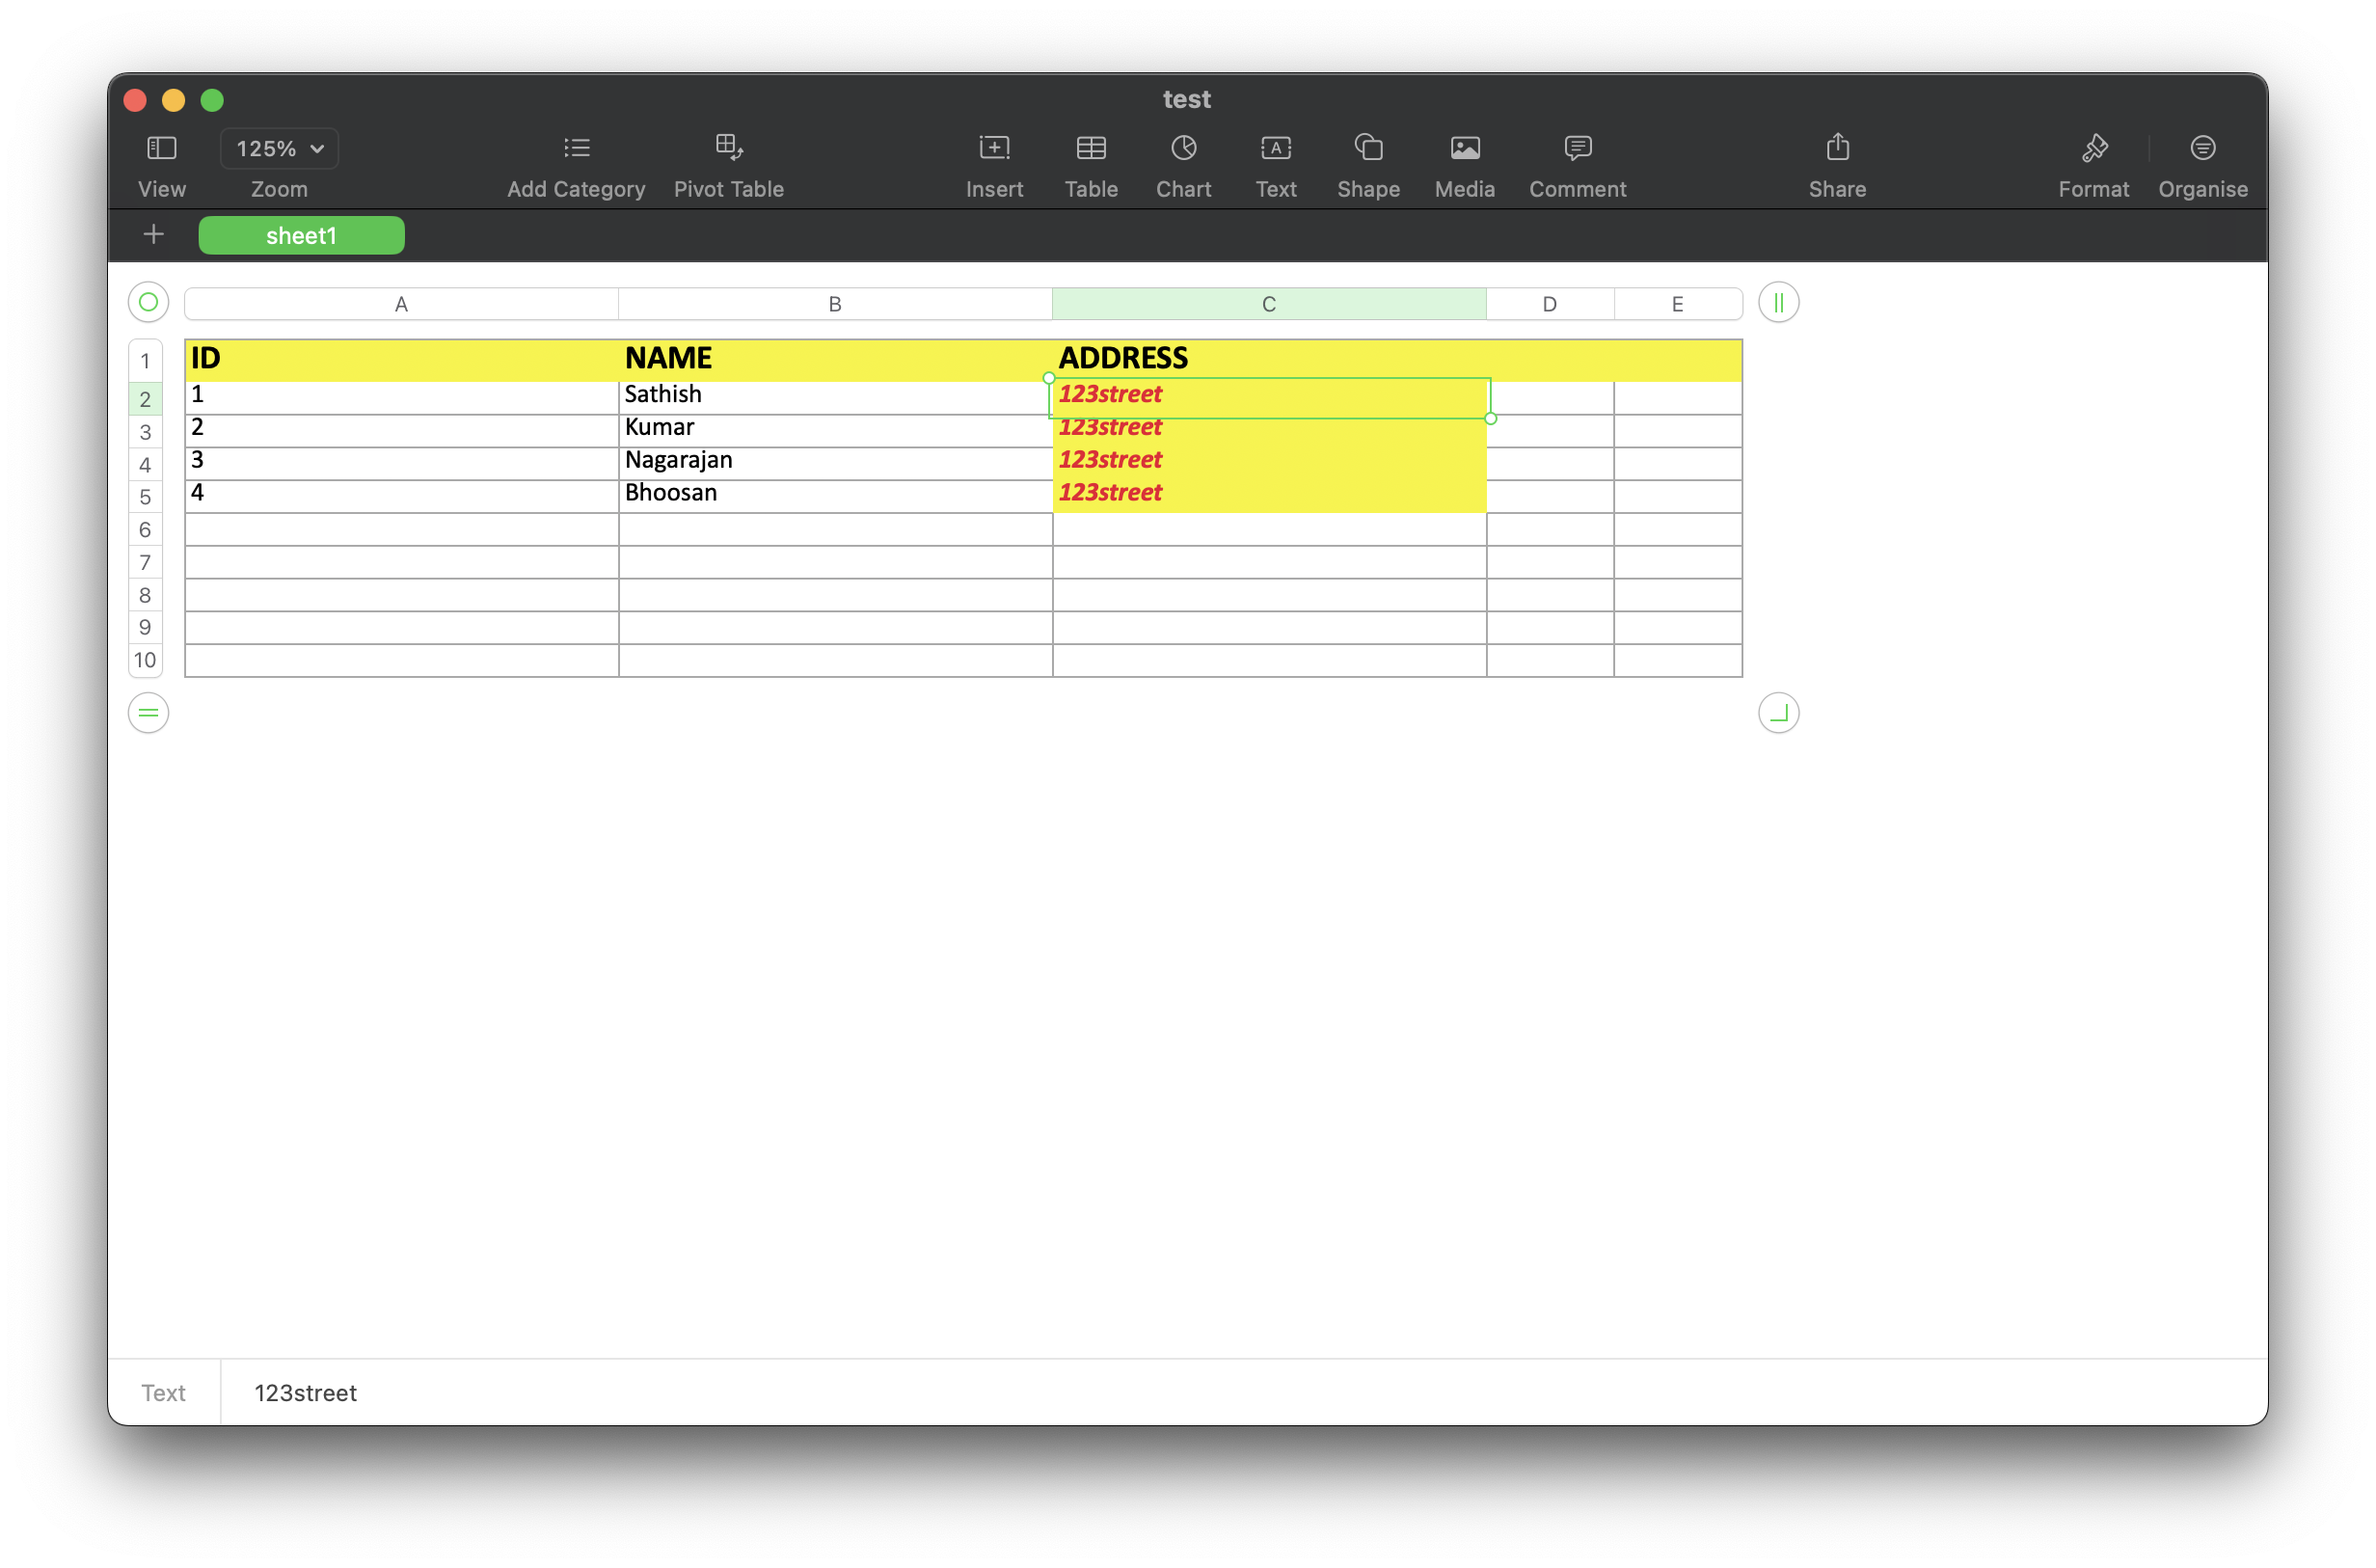 test
125%
View Zoom Add Category Pivot Table Insert Table Chart Text Shape Media Comment Share Format Organise
sheet1
A B C D E
1 ID NAME ADDRESS
2 1 Sathish 123street
3 2 Kumar 123street
4 3 Nagarajan 123street
5 4 Bhoosan 123street
6
7
8
9
10
Text 123street